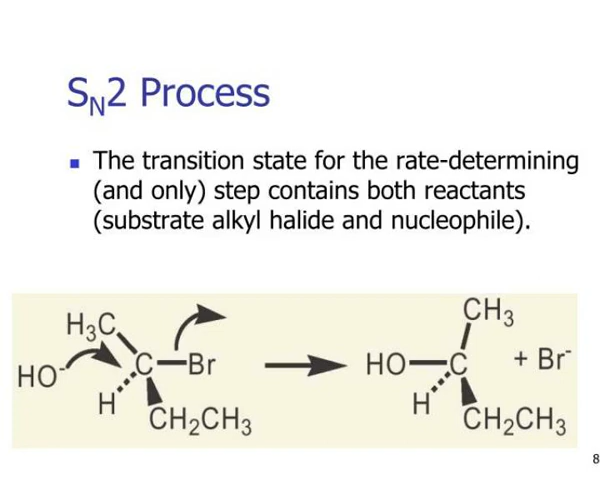 S_N2 Process
▪ The transition state for the rate-determining
(and only) step contains both reactants
(substrate alkyl halide and nucleophile).
H₃C
HO⁻ C Br
H
CH₂CH₃
CH₃
HO C + Br⁻
H
CH₂CH₃
8